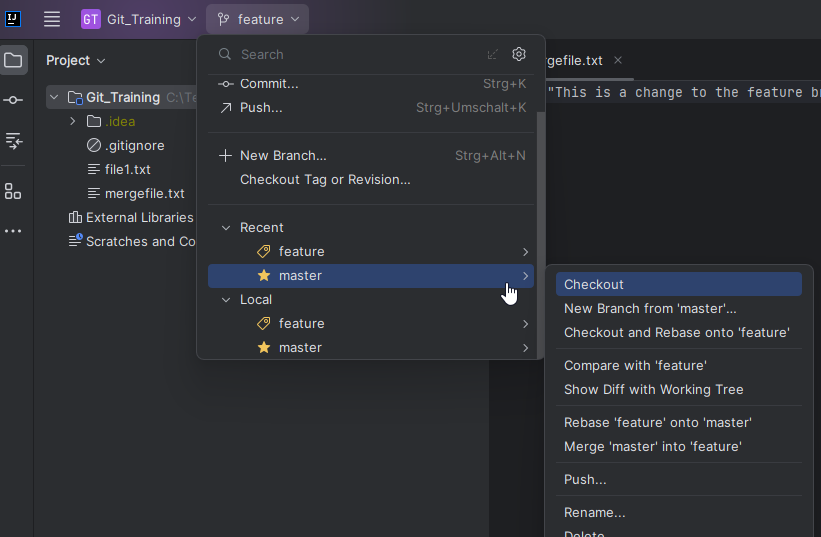 IJ
GT Git_Training
feature
Project
Search
rgefile.txt
Commit... Strg+K
Push... Strg+Umschalt+K
Git_Training C:\Te
"This is a change to the feature b
.idea
.gitignore
New Branch... Strg+Alt+N
file1.txt
Checkout Tag or Revision...
mergefile.txt
External Libraries
Recent
Scratches and Co
feature
master
Checkout
Local
New Branch from 'master'...
feature
Checkout and Rebase onto 'feature'
master
Compare with 'feature'
Show Diff with Working Tree
Rebase 'feature' onto 'master'
Merge 'master' into 'feature'
Push...
Rename...
Delete